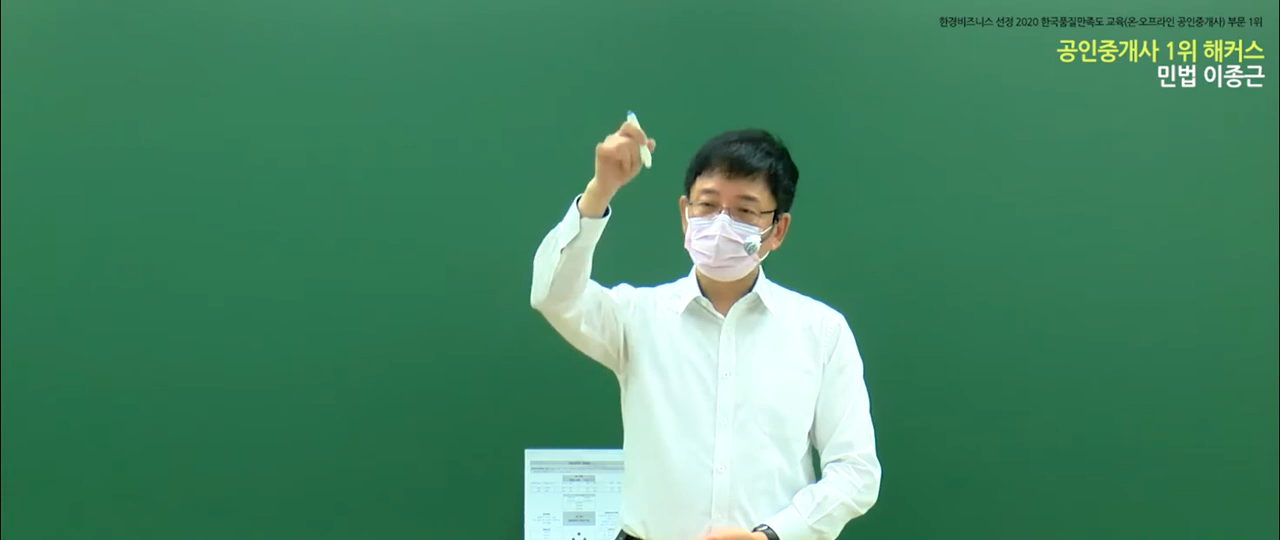 한경비즈니스 선정 2020 한국품질만족도 교육(온·오프라인 공인중개사) 부문 1위
공인중개사 1위 해커스
민법 이종근